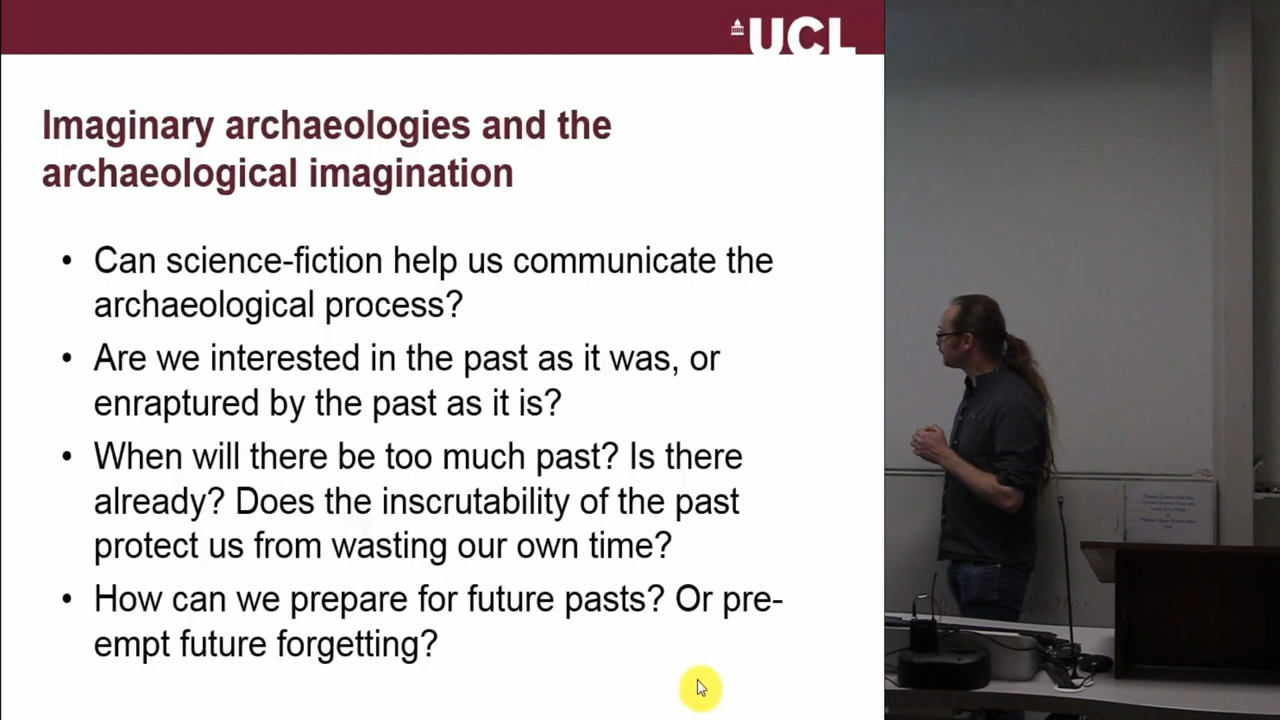 UCL
Imaginary archaeologies and the
archaeological imagination
• Can science-fiction help us communicate the
archaeological process?
• Are we interested in the past as it was, or
enraptured by the past as it is?
• When will there be too much past? Is there
already? Does the inscrutability of the past
protect us from wasting our own time?
• How can we prepare for future pasts? Or pre-
empt future forgetting?